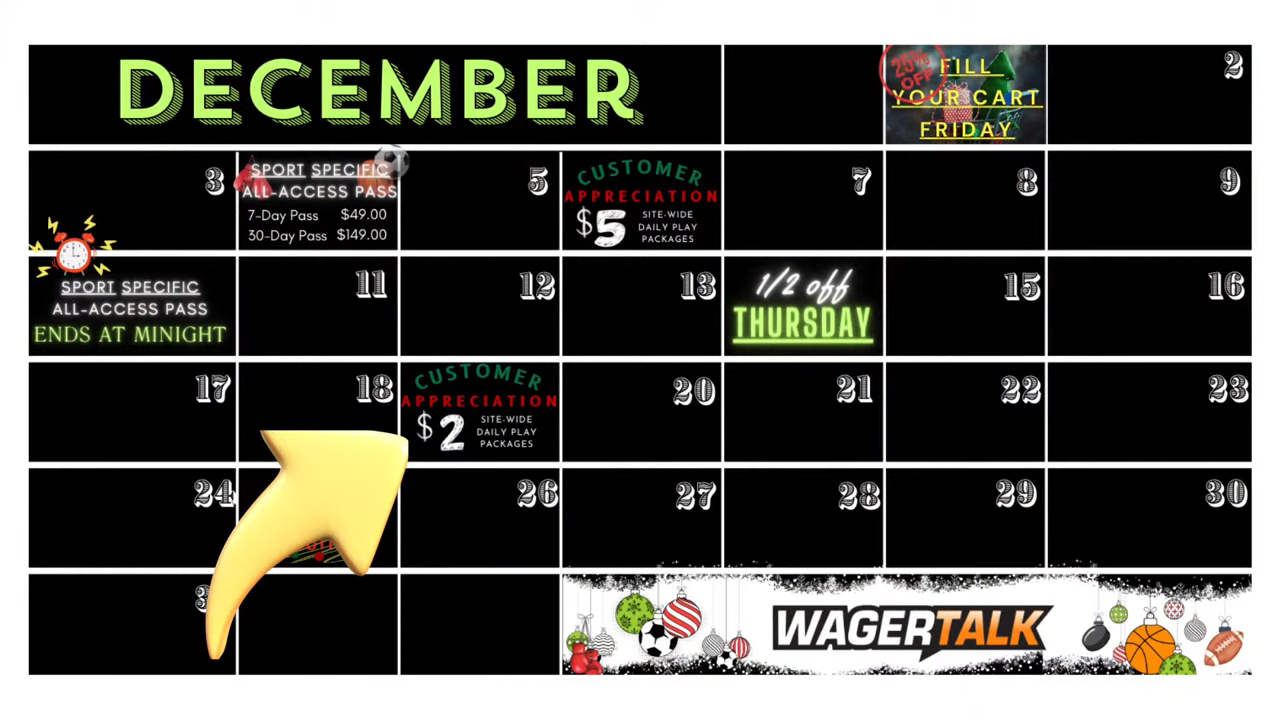 DECEMBER
25% OFF
FILL
YOUR CART
FRIDAY
2
3
SPORT SPECIFIC
ALL-ACCESS PASS
7-Day Pass $49.00
30-Day Pass $149.00
5
CUSTOMER
APPRECIATION
$5
SITE-WIDE
DAILY PLAY
PACKAGES
7
8
9
SPORT SPECIFIC
ALL-ACCESS PASS
ENDS AT MINIGHT
11
12
13
1/2 off
THURSDAY
15
16
17
18
CUSTOMER
APPRECIATION
$2
SITE-WIDE
DAILY PLAY
PACKAGES
20
21
22
23
24
26
27
28
29
30
WAGERTALK